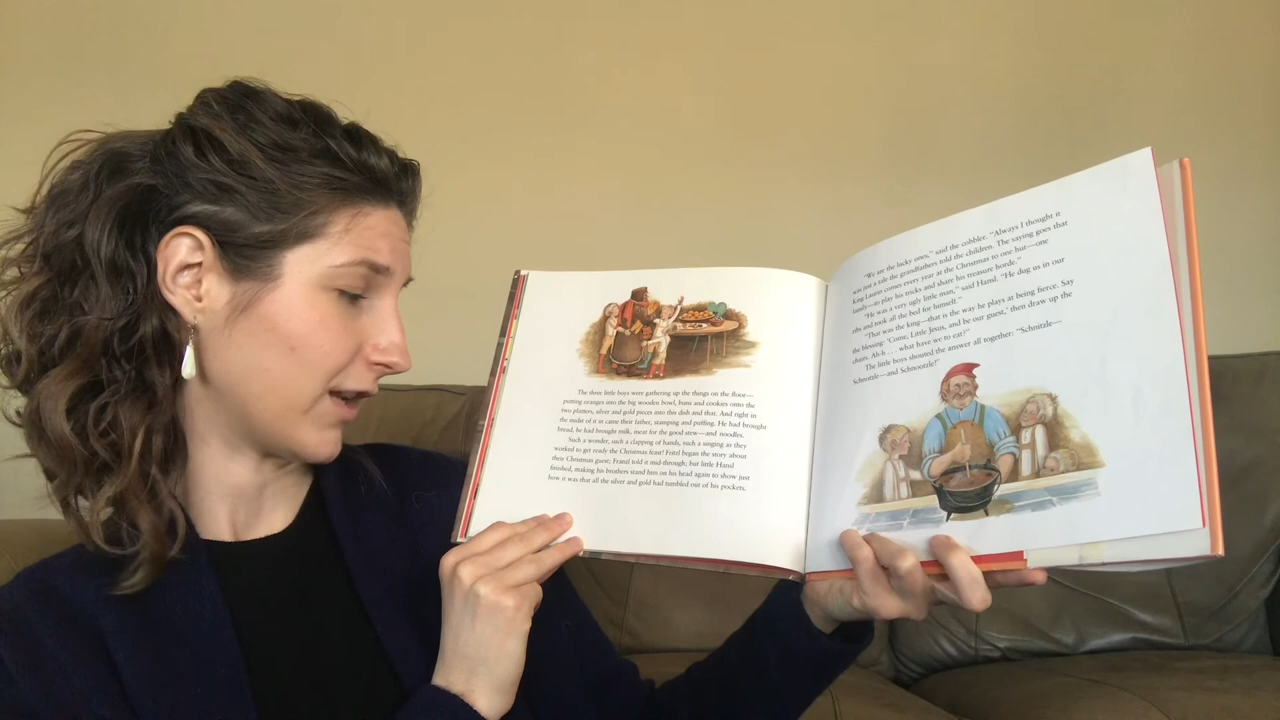 The three little boys were gathering up the things on the floor—
putting oranges into the big wooden bowl, buns and cookies onto the
two platters, silver and gold pieces into this dish and that. And right in
the midst of it in came their father, stamping and puffing. He had brought
bread, he had brought milk, meat for the good stew—and noodles.
Such a wonder, such a clapping of hands, such a singing as they
worked to get ready the Christmas feast! Fritzl began the story about
their Christmas guest; Franzl told it mid-through; but little Hansl
finished, making his brothers stand him on his head again to show just
how it was that all the silver and gold had tumbled out of his pockets.
"We are the lucky ones," said the cobbler. "Always I thought it
was just a tale the grandfathers told the children. The saying goes that
King Laurin comes every year at the Christmas to one hut—one
family—to play his tricks and share his treasure horde."
"He was a very ugly little man," said Hansl. "He dug us in our
ribs and took all the bed for himself."
"That was the king—that is the way he plays at being fierce. Say
the blessing: 'Come, Little Jesus, and be our guest,' then draw up the
chairs. Ah-h . . . what have we to eat?"
The little boys shouted the answer all together: "Schnitzle—
Schnotzle—and Schnootzle!"